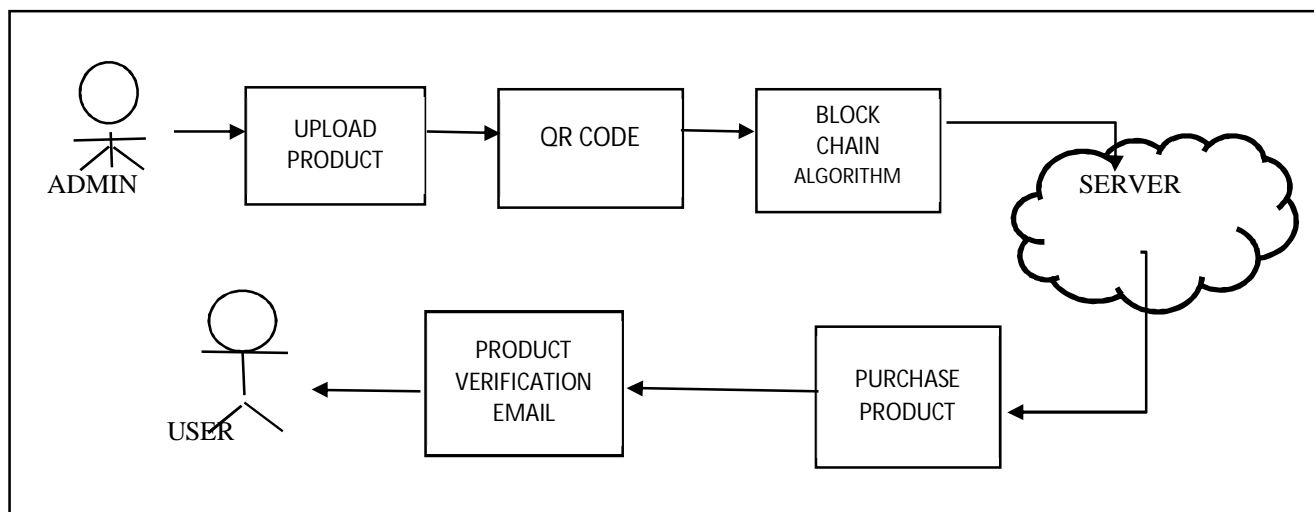 ADMIN
UPLOAD
PRODUCT
QR CODE
BLOCK
CHAIN
ALGORITHM
SERVER
USER
PRODUCT
VERIFICATION
EMAIL
PURCHASE
PRODUCT